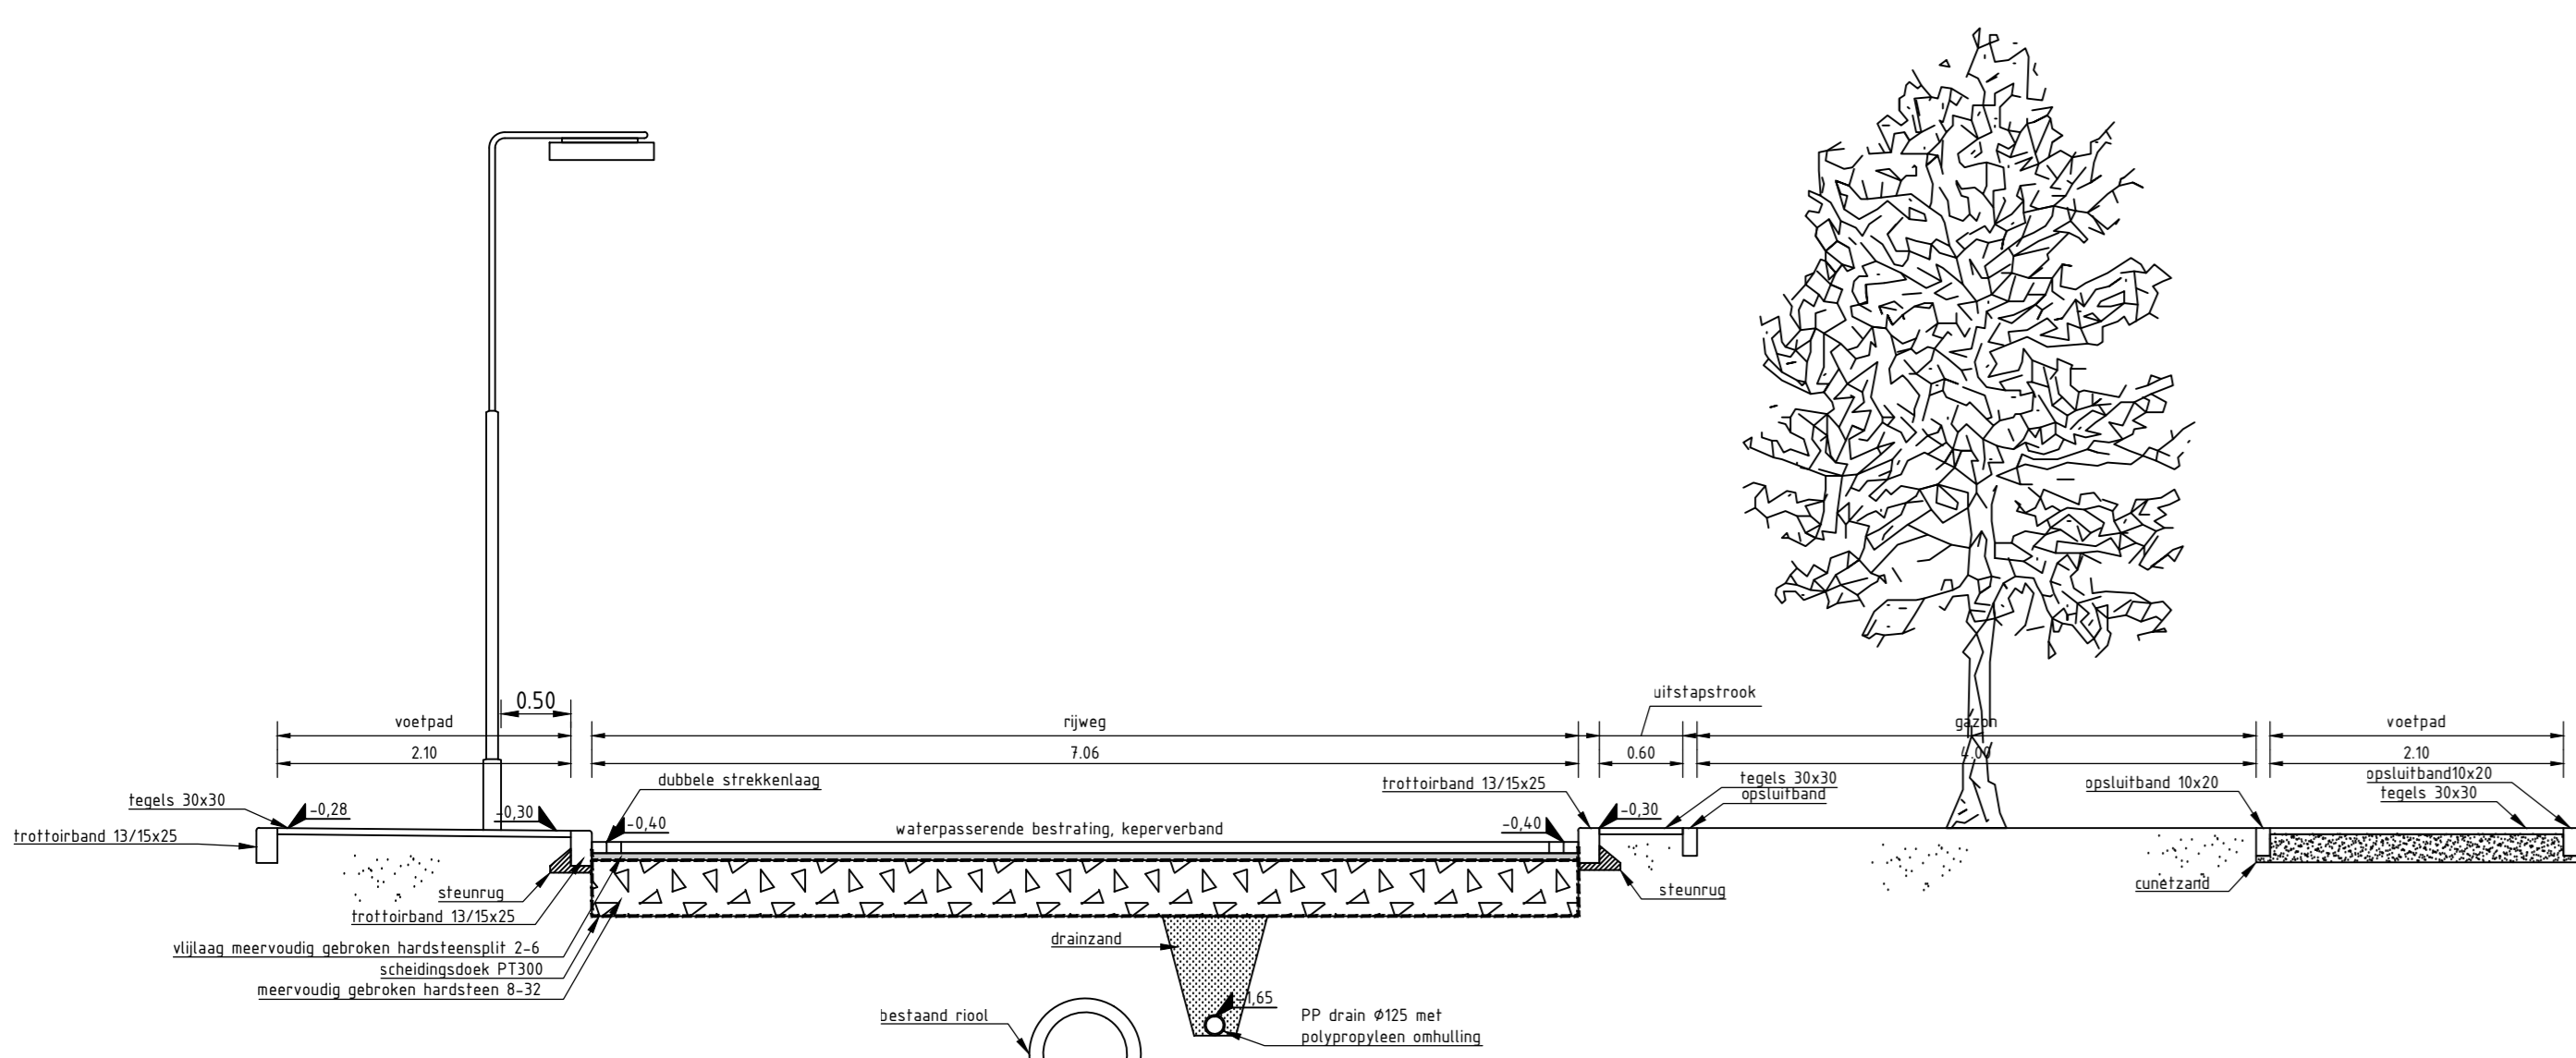 uitstapstrook
0.50
voetpad
rijweg
gazon
voetpad
2.10
7.06
0.60
4.00
2.10
dubbele strekkenlaag
trottoirband 13/15x25
tegels 30x30
opsluitband
opsluitband 10x20
opsluitband10x20
tegels 30x30
tegels 30x30
-0,28
-0,30
-0,40
waterpasserende bestrating, keperverband
-0,40
-0,30
trottoirband 13/15x25
steunrug
trottoirband 13/15x25
steunrug
cunetzand
vlijlaag meervoudig gebroken hardsteensplit 2-6
scheidingsdoek PT300
meervoudig gebroken hardsteen 8-32
drainzand
-1,65
bestaand riool
PP drain Ø125 met
polypropyleen omhulling